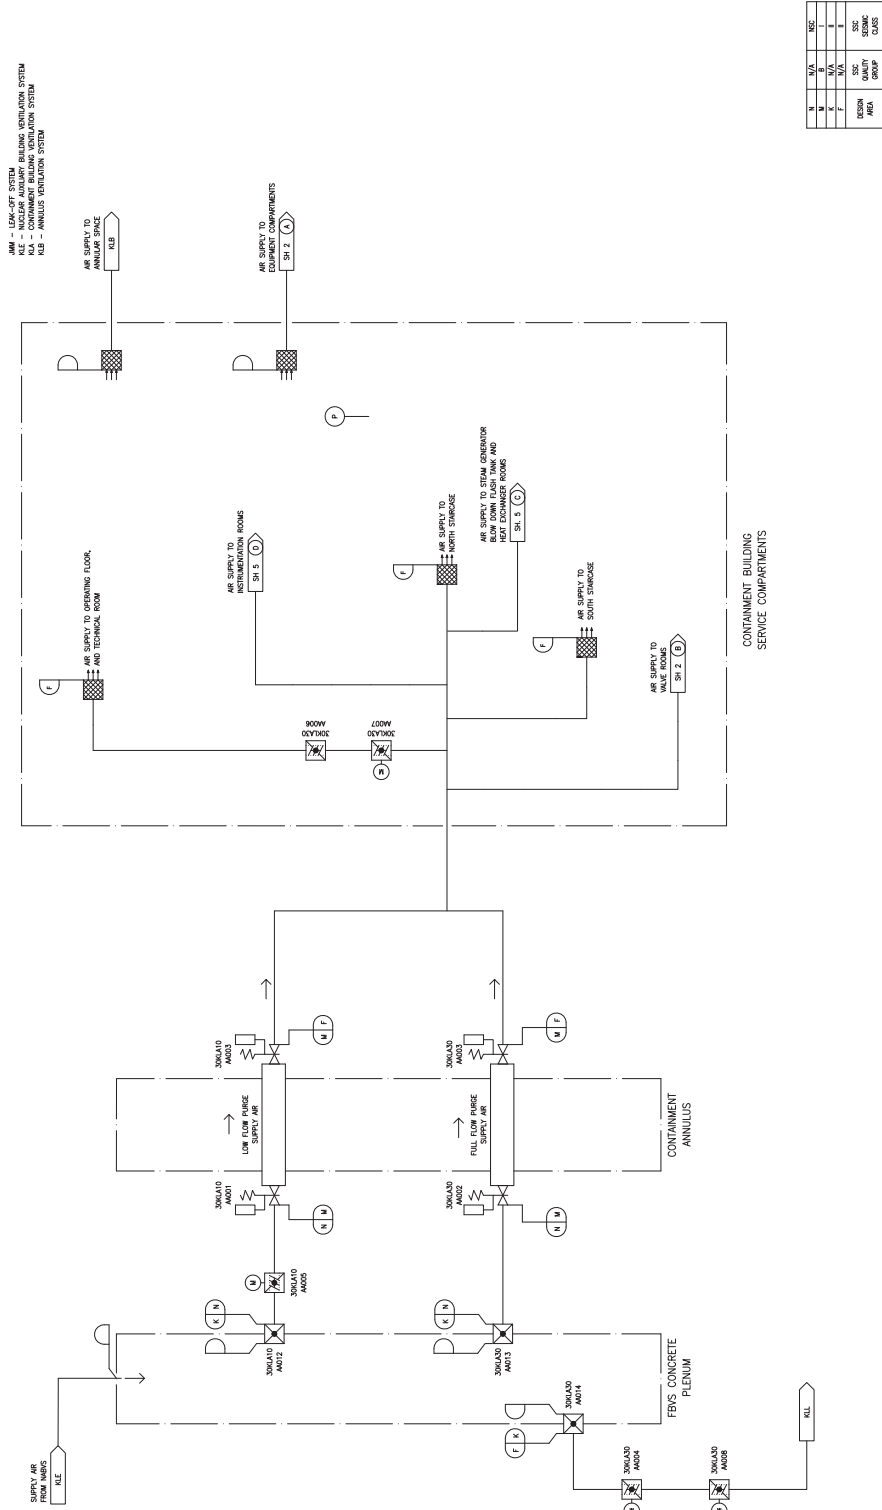 JMM – LEAK-OFF SYSTEM
KLE – NUCLEAR AUXILIARY BUILDING VENTILATION SYSTEM
KLA – CONTAINMENT BUILDING VENTILATION SYSTEM
KLB – ANNULUS VENTILATION SYSTEM
AIR SUPPLY TO
ANNULAR SPACE
KLB
AIR SUPPLY TO
EQUIPMENT COMPARTMENTS
SH 2 A
P
AIR SUPPLY TO OPERATING FLOOR,
AND TECHNICAL ROOM
F
AIR SUPPLY TO
INSTRUMENTATION ROOMS
SH 5 D
AIR SUPPLY TO
NORTH STAIRCASE
F
AIR SUPPLY TO STEAM GENERATOR
BLOW DOWN FLASH TANK AND
HEAT EXCHANGER ROOMS
SH. 5 C
AIR SUPPLY TO
SOUTH STAIRCASE
F
AIR SUPPLY TO
VALVE ROOMS
SH 2 B
30KLA30
AA006
30KLA30
AA007
M
CONTAINMENT BUILDING
SERVICE COMPARTMENTS
30KLA10
AA003
M F
30KLA30
AA003
M F
LOW FLOW PURGE
SUPPLY AIR
FULL FLOW PURGE
SUPPLY AIR
CONTAINMENT
ANNULUS
30KLA10
AA001
N M
30KLA30
AA002
N M
M
30KLA10
AA005
K N
30KLA10
AA012
K N
30KLA30
AA013
FBVS CONCRETE
PLENUM
30KLA30
AA014
F K
SUPPLY AIR
FROM NABVS
KLE
30KLA30
AA004
30KLA30
AA008
KLL
N N/A NSC
M B I
K N/A II
F N/A II
DESIGN
AREA
SSC
QUALITY
GROUP
SSC
SEISMIC
CLASS